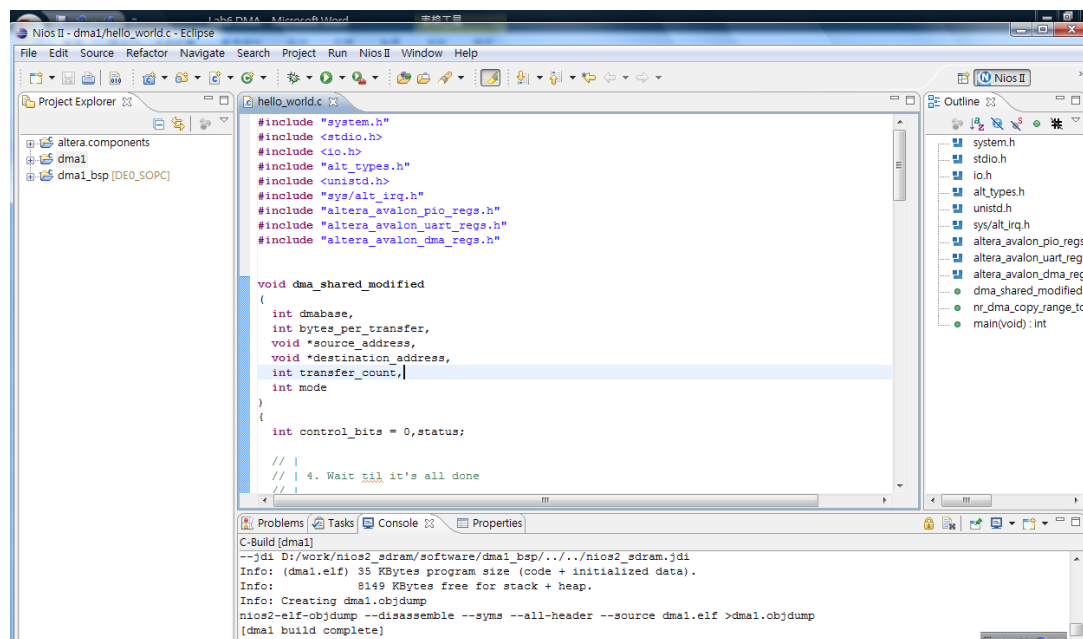 Lab6 DMA - Microsoft Word
표格工具
Nios II - dma1/hello_world.c - Eclipse
File Edit Source Refactor Navigate Search Project Run Nios II Window Help
Nios II
Project Explorer
hello_world.c
Outline
altera.components
dma1
dma1_bsp [DE0_SOPC]
#include "system.h"
#include <stdio.h>
#include <io.h>
#include "alt_types.h"
#include <unistd.h>
#include "sys/alt_irq.h"
#include "altera_avalon_pio_regs.h"
#include "altera_avalon_uart_regs.h"
#include "altera_avalon_dma_regs.h"
void dma_shared_modified
(
int dmabase,
int bytes_per_transfer,
void *source_address,
void *destination_address,
int transfer_count,
int mode
)
{
int control_bits = 0,status;
// |
// | 4. Wait til it's all done
// |
system.h
stdio.h
io.h
alt_types.h
unistd.h
sys/alt_irq.h
altera_avalon_pio_regs
altera_avalon_uart_reg
altera_avalon_dma_reg
dma_shared_modified
nr_dma_copy_range_to
main(void) : int
Problems Tasks Console Properties
C-Build [dma1]
--jdi D:/work/nios2_sdram/software/dma1_bsp/../../nios2_sdram.jdi
Info: (dma1.elf) 35 KBytes program size (code + initialized data).
Info: 8149 KBytes free for stack + heap.
Info: Creating dma1.objdump
nios2-elf-objdump --disassemble --syms --all-header --source dma1.elf >dma1.objdump
[dma1 build complete]